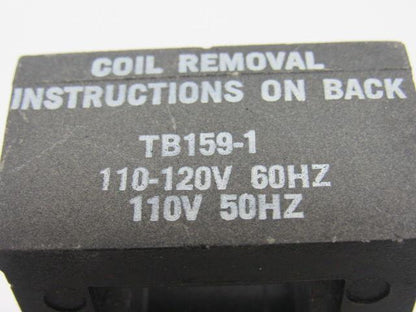 COIL REMOVAL
INSTRUCTIONS ON BACK
TB159-1
110-120V 60HZ
110V 50HZ